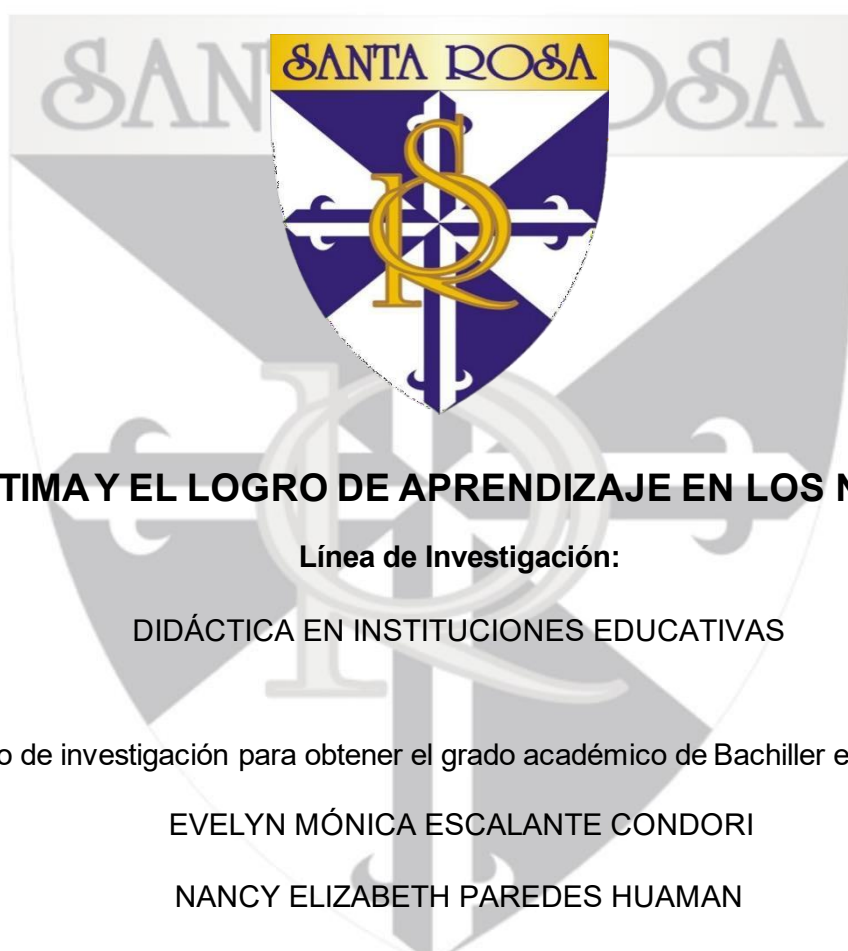 SANTA ROSA
TIMA Y EL LOGRO DE APRENDIZAJE EN LOS
Línea de Investigación:
DIDÁCTICA EN INSTITUCIONES EDUCATIVAS
de investigación para obtener el grado académico de Bachiller
EVELYN MÓNICA ESCALANTE CONDORI
NANCY ELIZABETH PAREDES HUAMAN